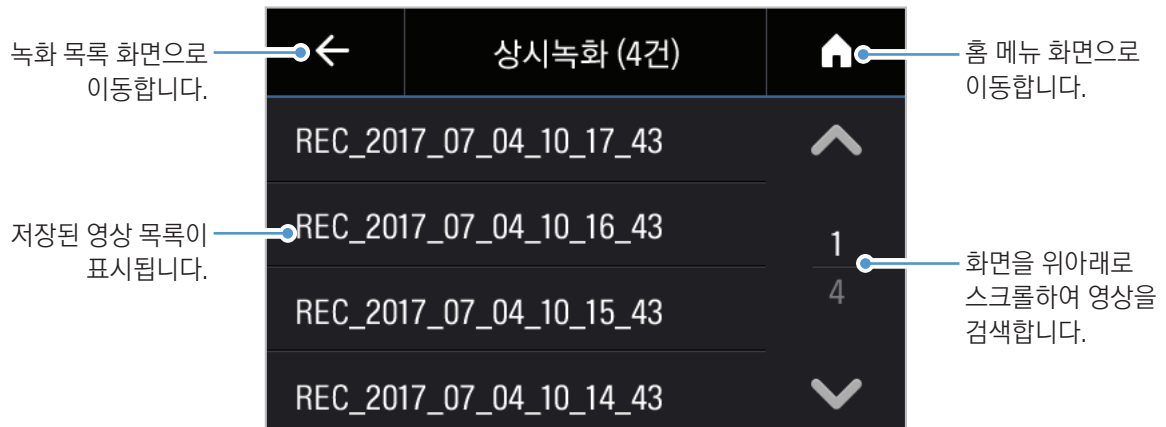 녹화 목록 화면으로
이동합니다.
상시녹화 (4건)
홈 메뉴 화면으로
이동합니다.
REC_2017_07_04_10_17_43
저장된 영상 목록이
표시됩니다.
REC_2017_07_04_10_16_43
1
4
화면을 위아래로
스크롤하여 영상을
검색합니다.
REC_2017_07_04_10_15_43
REC_2017_07_04_10_14_43